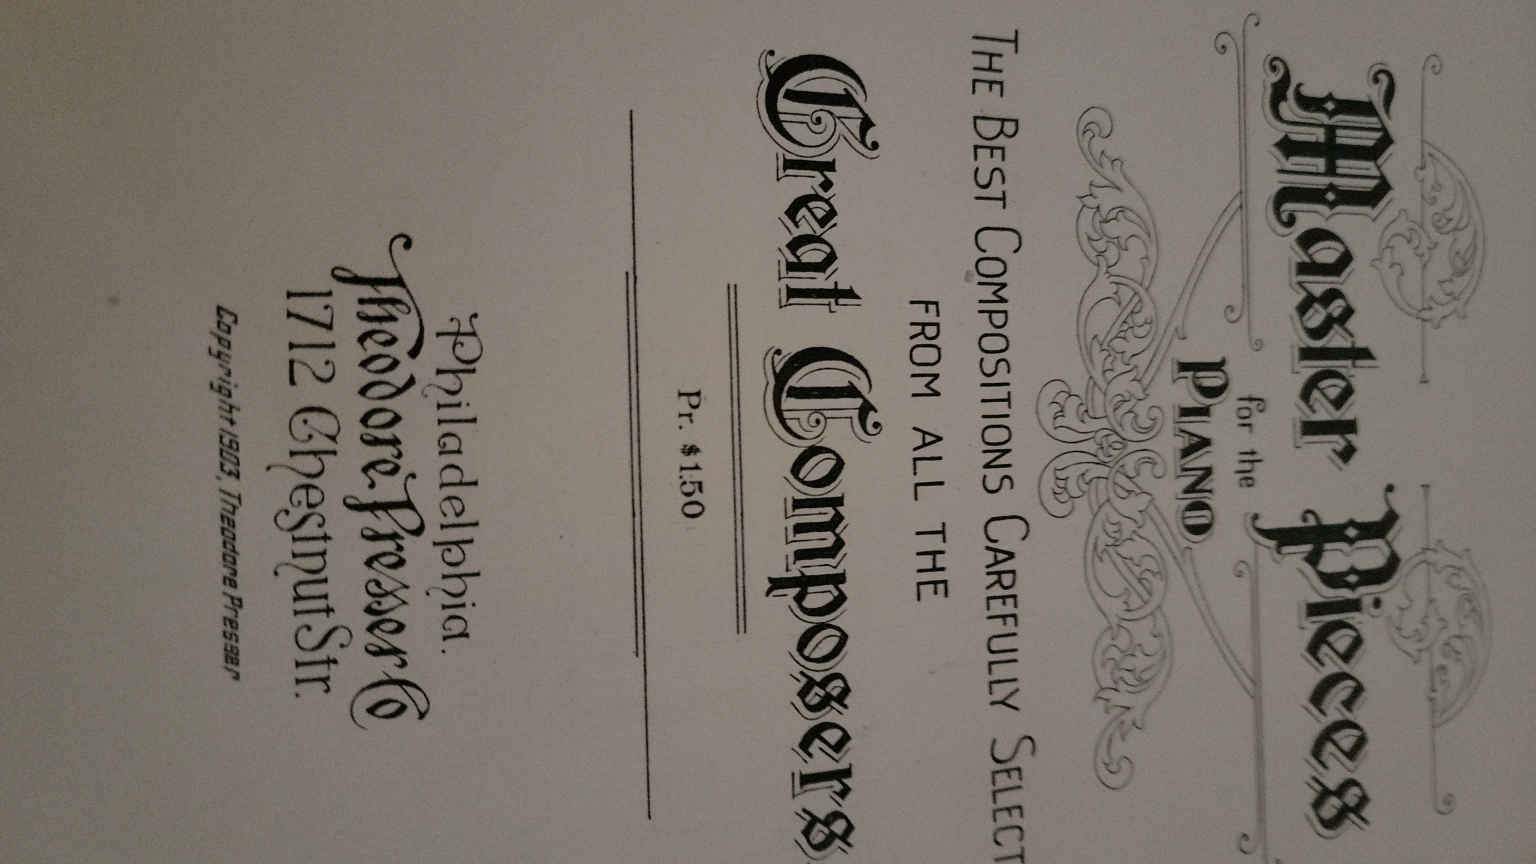 Master Pieces
for the
PIANO
THE BEST COMPOSITIONS CAREFULLY SELECT
FROM ALL THE
Great Composers
Pr. $1.50
Philadelphia.
Theodore Presser Co
1712 Chestnut Str.
Copyright 1903, Theodore Presser